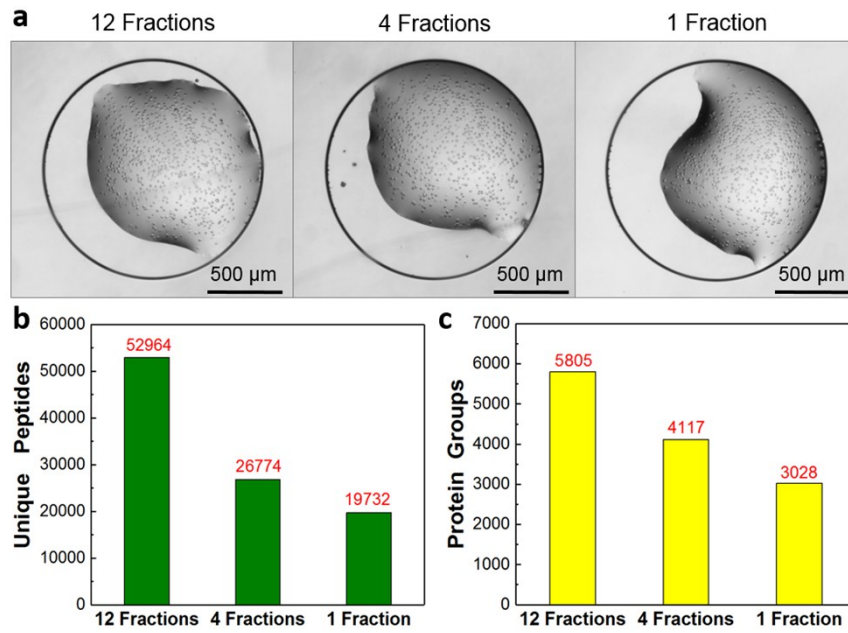 a
12 Fractions 4 Fractions 1 Fraction
500 µm 500 µm 500 µm
b
60000
50000
40000
30000
20000
10000
0
Unique Peptides
52964
26774
19732
12 Fractions 4 Fractions 1 Fraction
c
7000
6000
5000
4000
3000
2000
1000
0
Protein Groups
5805
4117
3028
12 Fractions 4 Fractions 1 Fraction